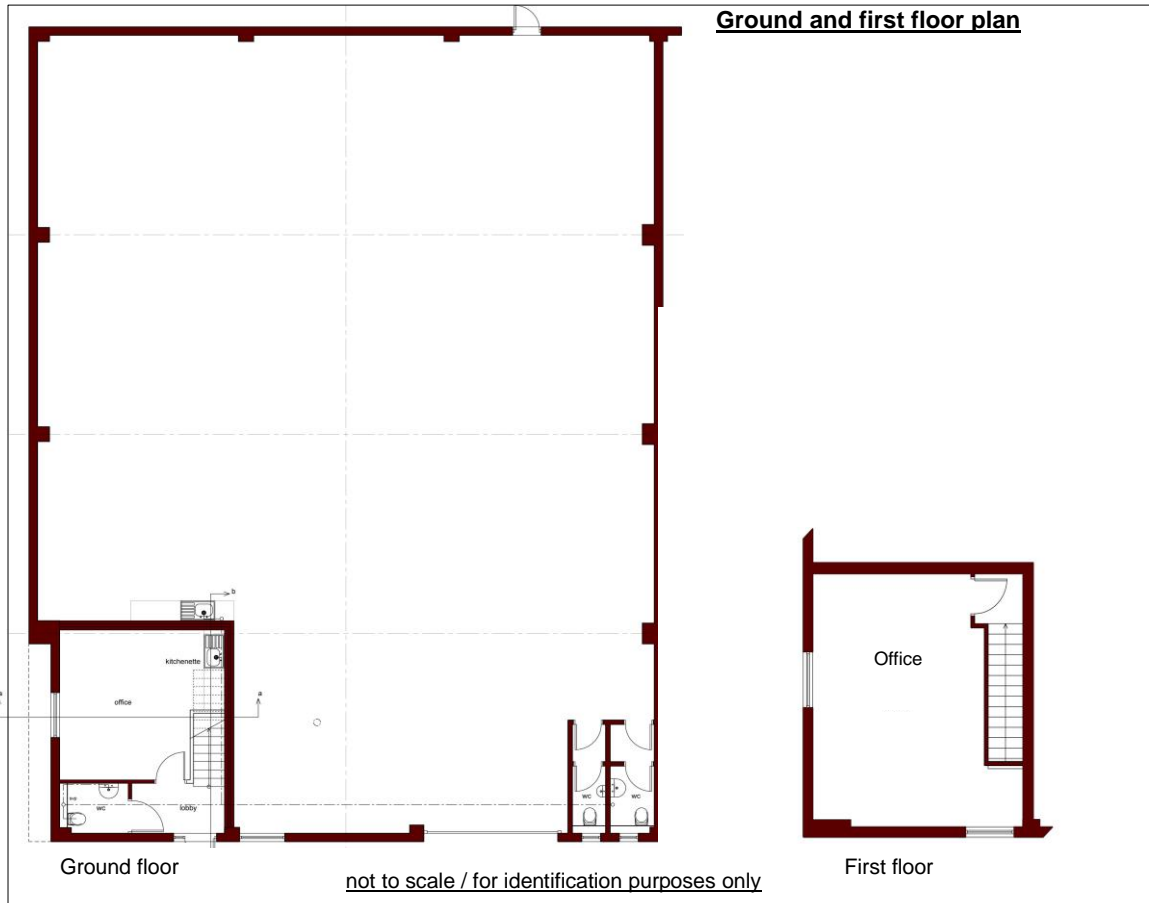 Ground and first floor plan
b
kitchenette
Office
office
a
a
wc
lobby
wc
wc
Ground floor
First floor
not to scale / for identification purposes only